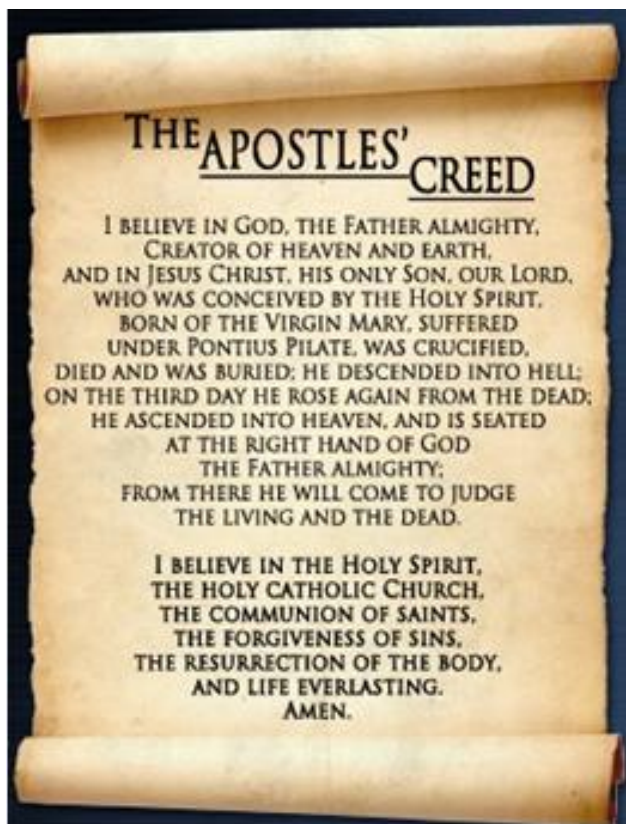 THE APOSTLES' CREED
I BELIEVE IN GOD, THE FATHER ALMIGHTY,
CREATOR OF HEAVEN AND EARTH,
AND IN JESUS CHRIST, HIS ONLY SON, OUR LORD,
WHO WAS CONCEIVED BY THE HOLY SPIRIT,
BORN OF THE VIRGIN MARY, SUFFERED
UNDER PONTIUS PILATE, WAS CRUCIFIED,
DIED AND WAS BURIED; HE DESCENDED INTO HELL;
ON THE THIRD DAY HE ROSE AGAIN FROM THE DEAD;
HE ASCENDED INTO HEAVEN, AND IS SEATED
AT THE RIGHT HAND OF GOD
THE FATHER ALMIGHTY;
FROM THERE HE WILL COME TO JUDGE
THE LIVING AND THE DEAD.
I BELIEVE IN THE HOLY SPIRIT,
THE HOLY CATHOLIC CHURCH,
THE COMMUNION OF SAINTS,
THE FORGIVENESS OF SINS,
THE RESURRECTION OF THE BODY,
AND LIFE EVERLASTING.
AMEN.